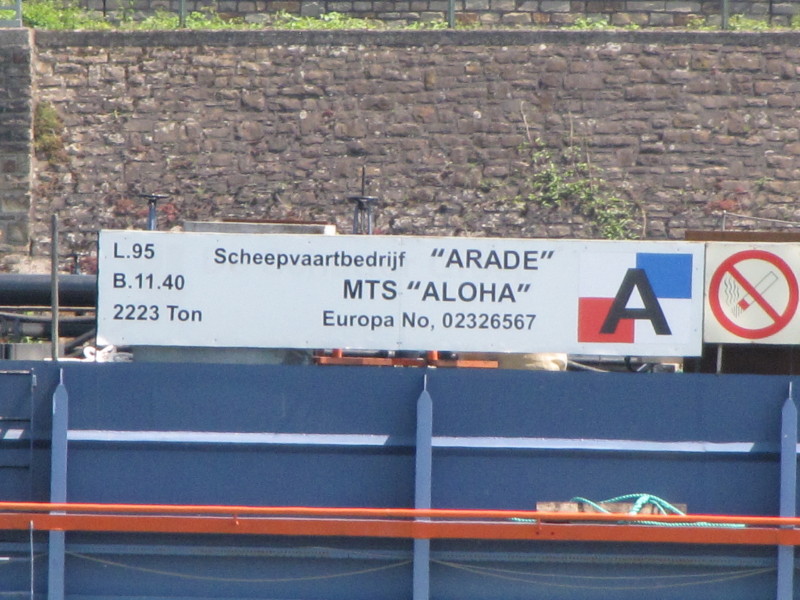 L.95
B.11.40
2223 Ton
Scheepvaartbedrijf "ARADE"
MTS "ALOHA"
Europa No, 02326567
A